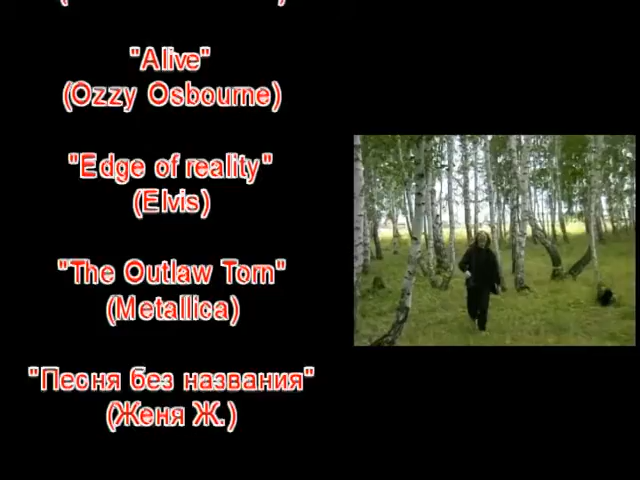 "Alive"
(Ozzy Osbourne)
"Edge of reality"
(Elvis)
"The Outlaw Torn"
(Metallica)
"Песня без названия"
(Женя Ж.)